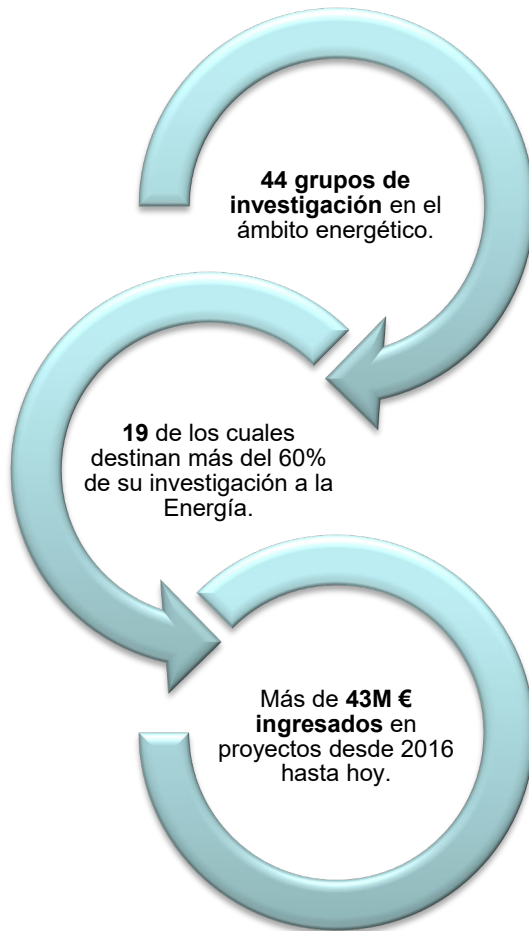 44 grupos de
investigación en el
ámbito energético.
19 de los cuales
destinan más del 60%
de su investigación a la
Energía.
Más de 43M €
ingresados en
proyectos desde 2016
hasta hoy.